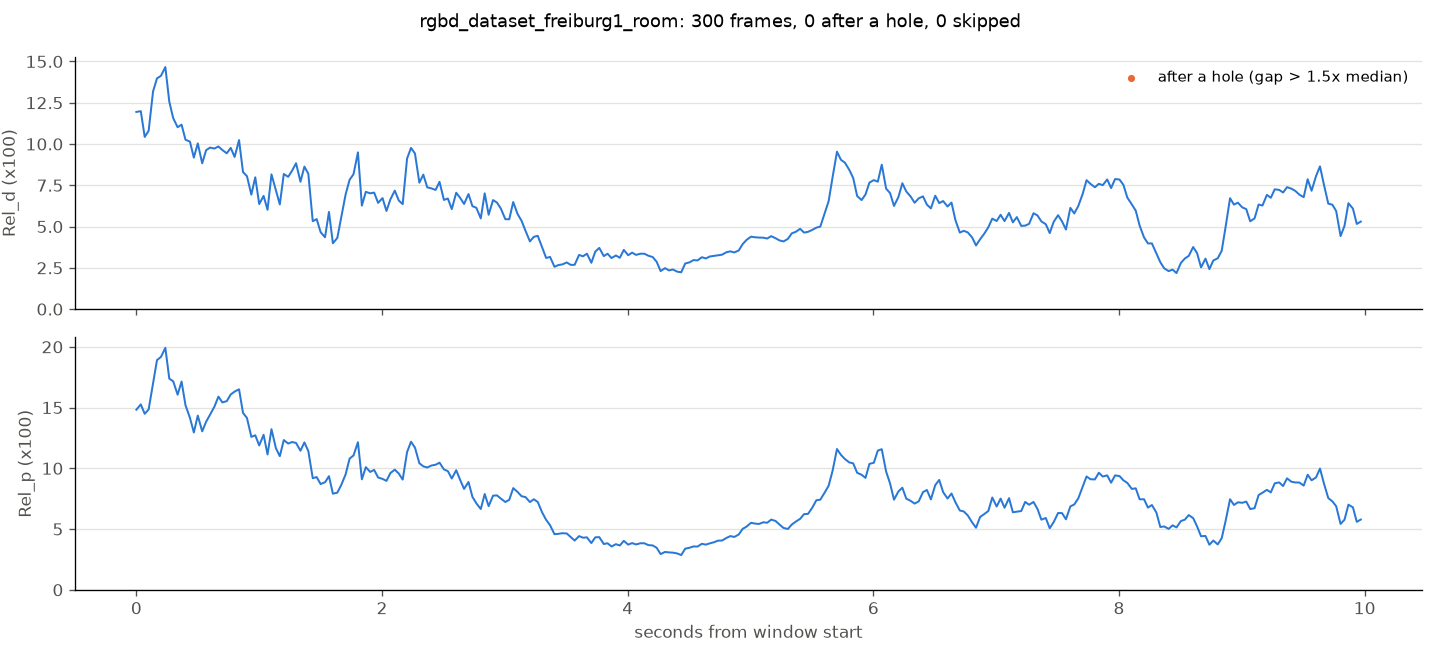 rgbd_dataset_freiburg1_room: 300 frames, 0 after a hole, 0 skipped
15.0
12.5
10.0
7.5
5.0
2.5
0.0
Rel_d (x100)
after a hole (gap > 1.5x median)
20
15
10
5
0
Rel_p (x100)
0 2 4 6 8 10
seconds from window start